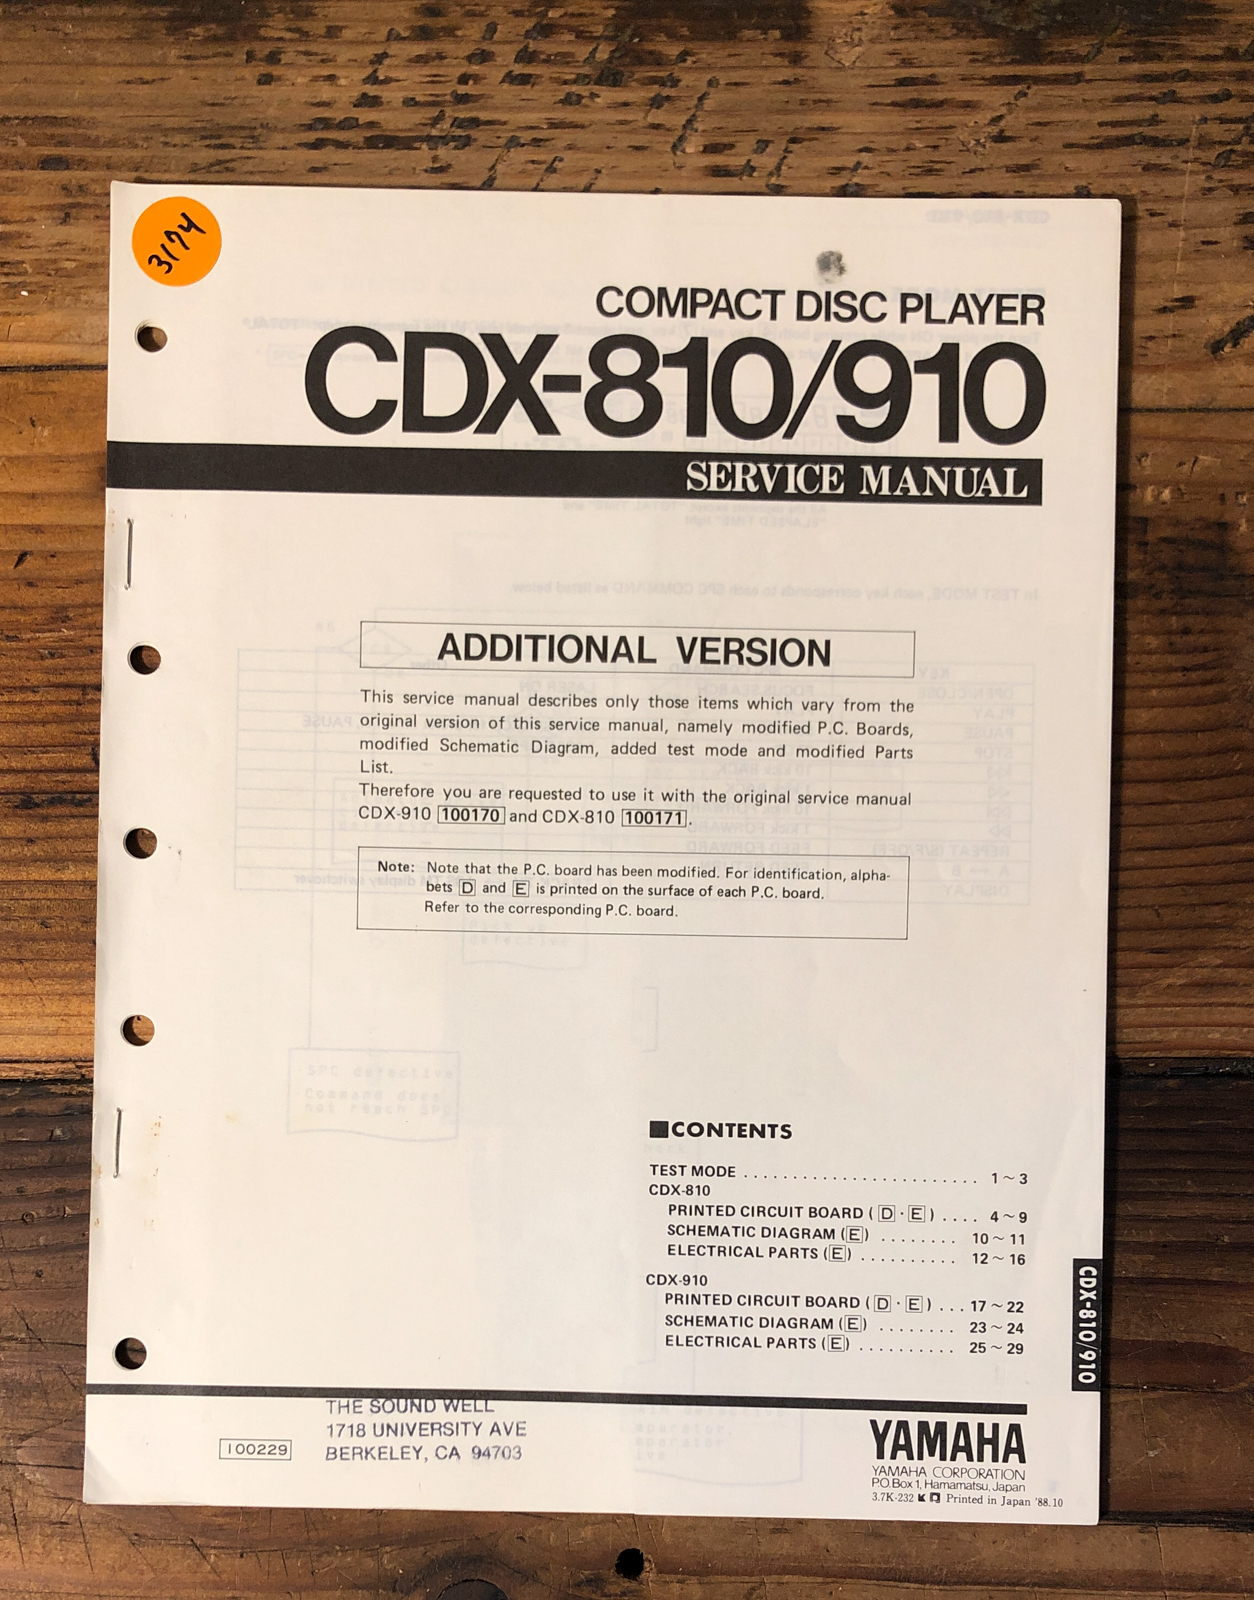 3174
COMPACT DISC PLAYER
CDX-810/910
SERVICE MANUAL
ADDITIONAL VERSION
This service manual describes only those items which vary from the
original version of this service manual, namely modified P.C. Boards,
modified Schematic Diagram, added test mode and modified Parts
List.
Therefore you are requested to use it with the original service manual
CDX-910 100170 and CDX-810 100171.
Note: Note that the P.C. board has been modified. For identification, alpha-
bets D and E is printed on the surface of each P.C. board.
Refer to the corresponding P.C. board.
■CONTENTS
TEST MODE ........................ 1~3
CDX-810
PRINTED CIRCUIT BOARD (D·E) .... 4~9
SCHEMATIC DIAGRAM (E) ........ 10~11
ELECTRICAL PARTS (E) .......... 12~16
CDX-910
PRINTED CIRCUIT BOARD (D·E) ... 17~22
SCHEMATIC DIAGRAM (E) ........ 23~24
ELECTRICAL PARTS (E) .......... 25~29
CDX-810/910
THE SOUND WELL
1718 UNIVERSITY AVE
BERKELEY, CA 94703
100229
YAMAHA
YAMAHA CORPORATION
P.O.Box 1, Hamamatsu, Japan
3.7K-232 Printed in Japan '88.10